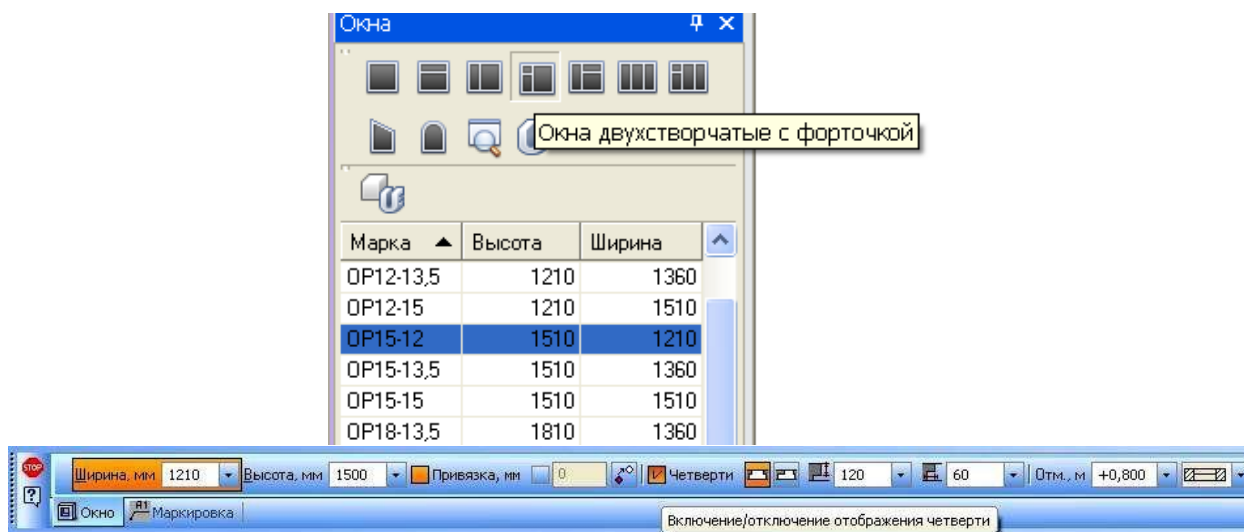 Окна
Окна двухстворчатые с форточкой
Марка Высота Ширина
ОР12-13,5 1210 1360
ОР12-15 1210 1510
ОР15-12 1510 1210
ОР15-13,5 1510 1360
ОР15-15 1510 1510
ОР18-13,5 1810 1360
STOP Ширина, мм 1210 Высота, мм 1500 Привязка, мм 0 Четверти 120 60 Отм., м +0,800
Окно A1 Маркировка
Включение/отключение отображения четверти